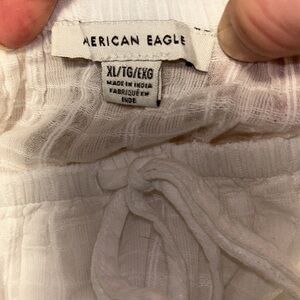 MERICAN EAGLE
XL/TG/EXG
MADE IN INDIA
FABRIQUÉ EN
INDE